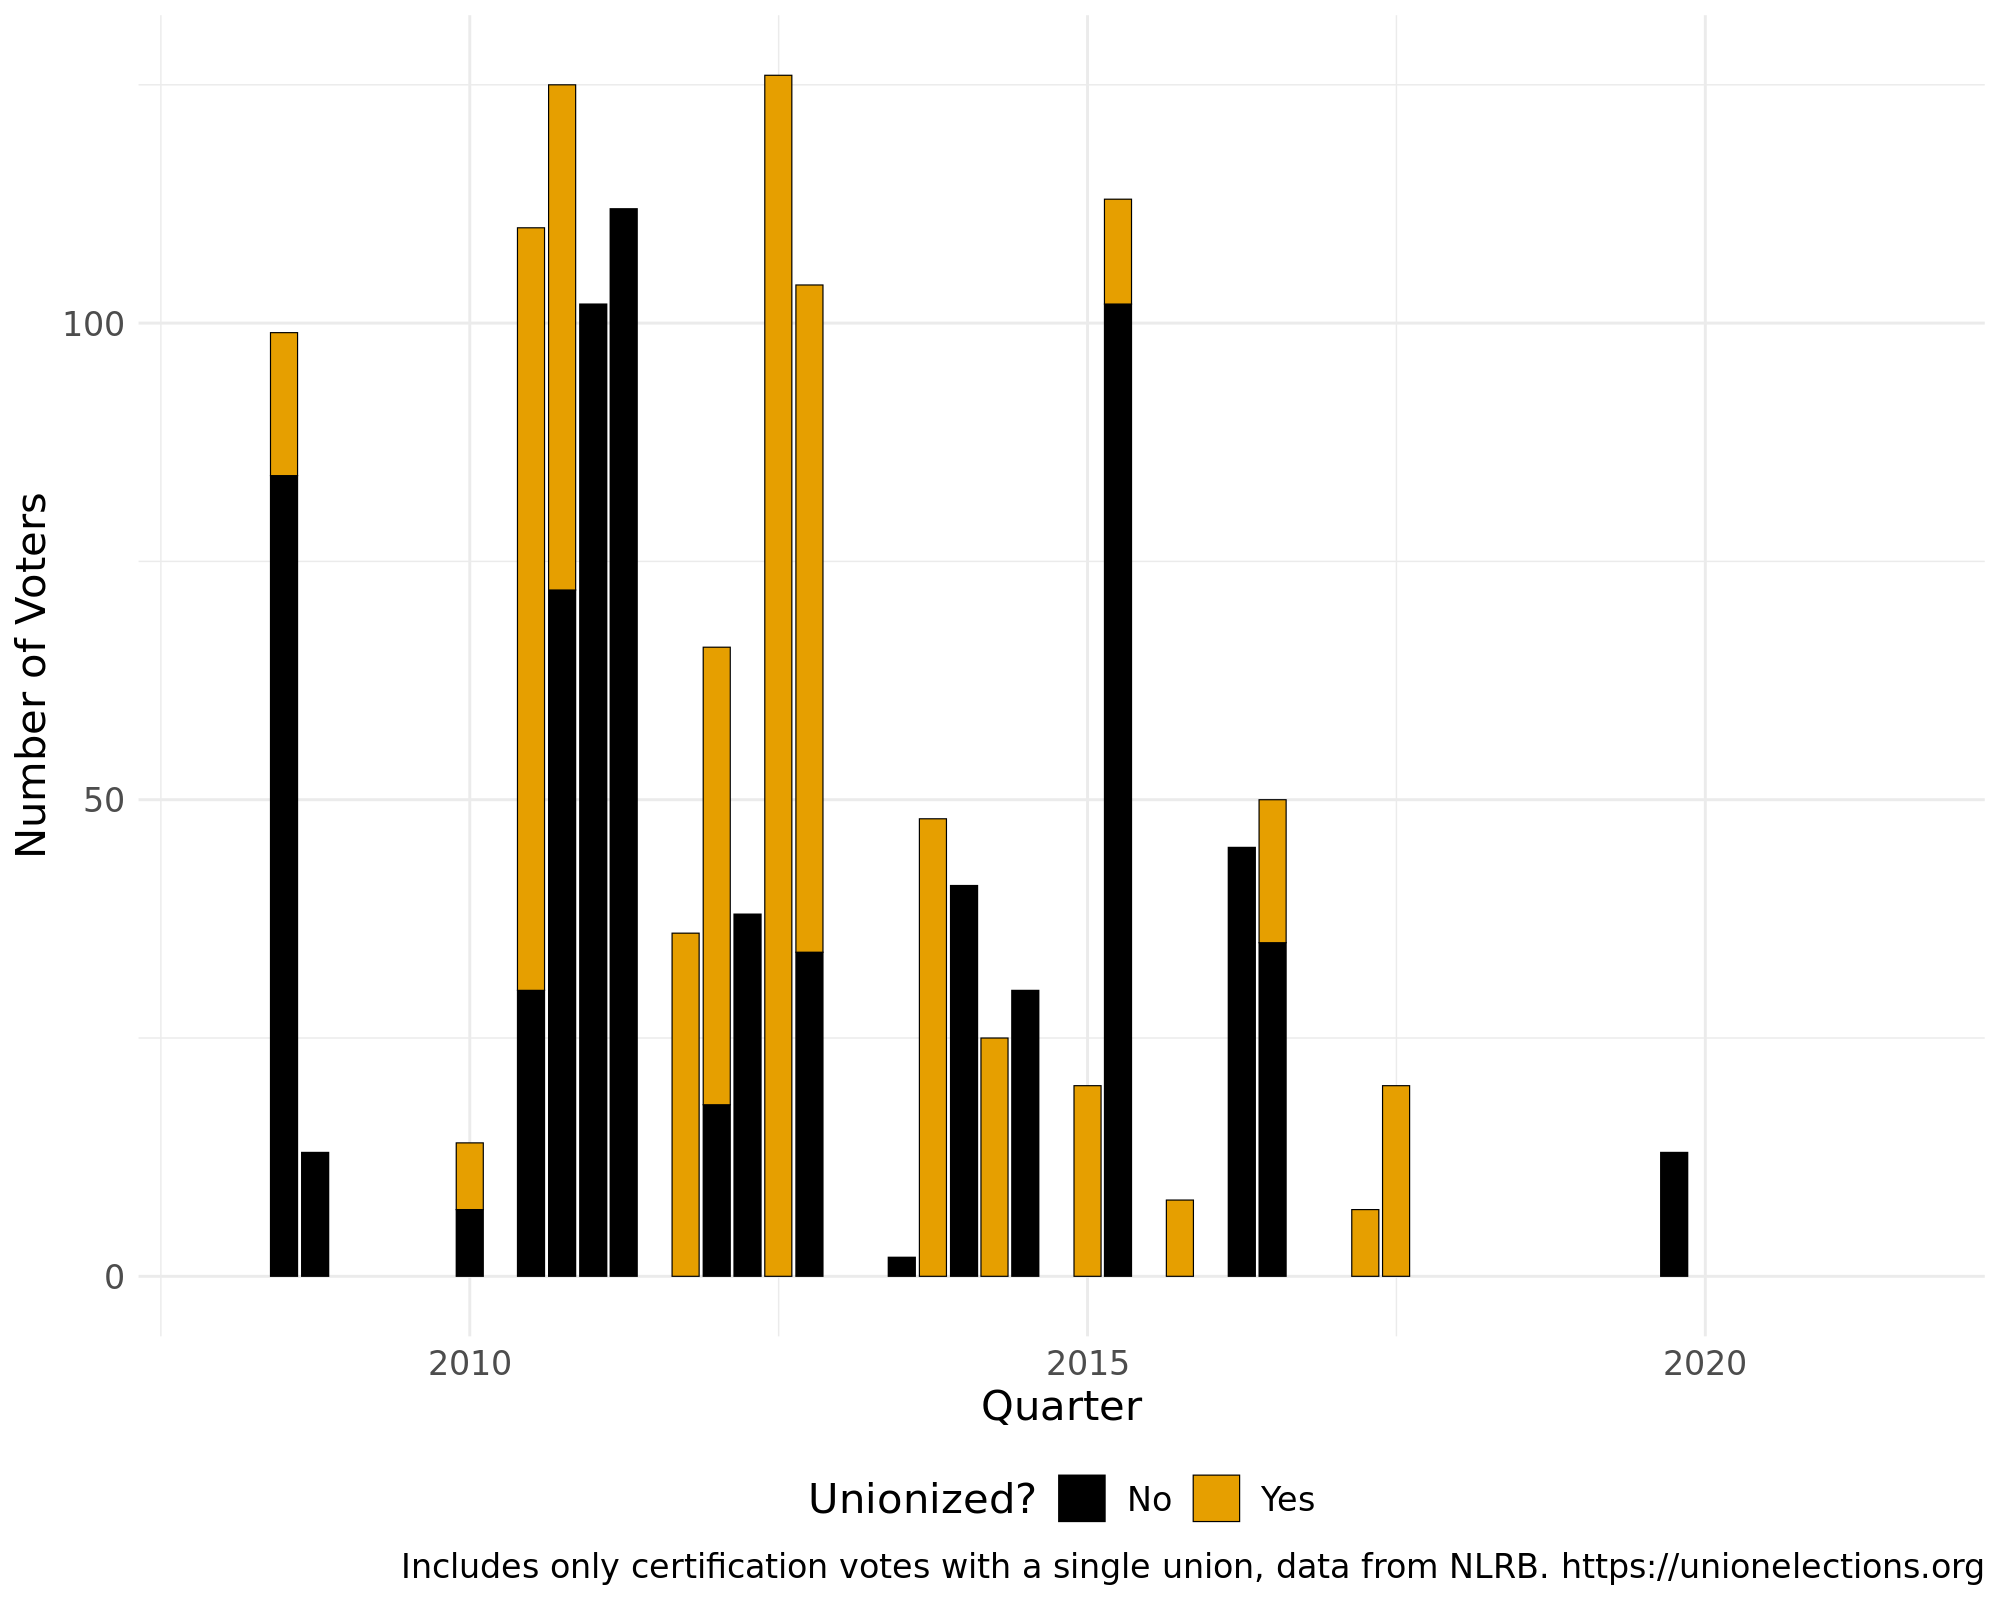 Number of Voters
100
50
0
2010 2015 2020
Quarter
Unionized? No Yes
Includes only certification votes with a single union, data from NLRB. https://unionelections.org